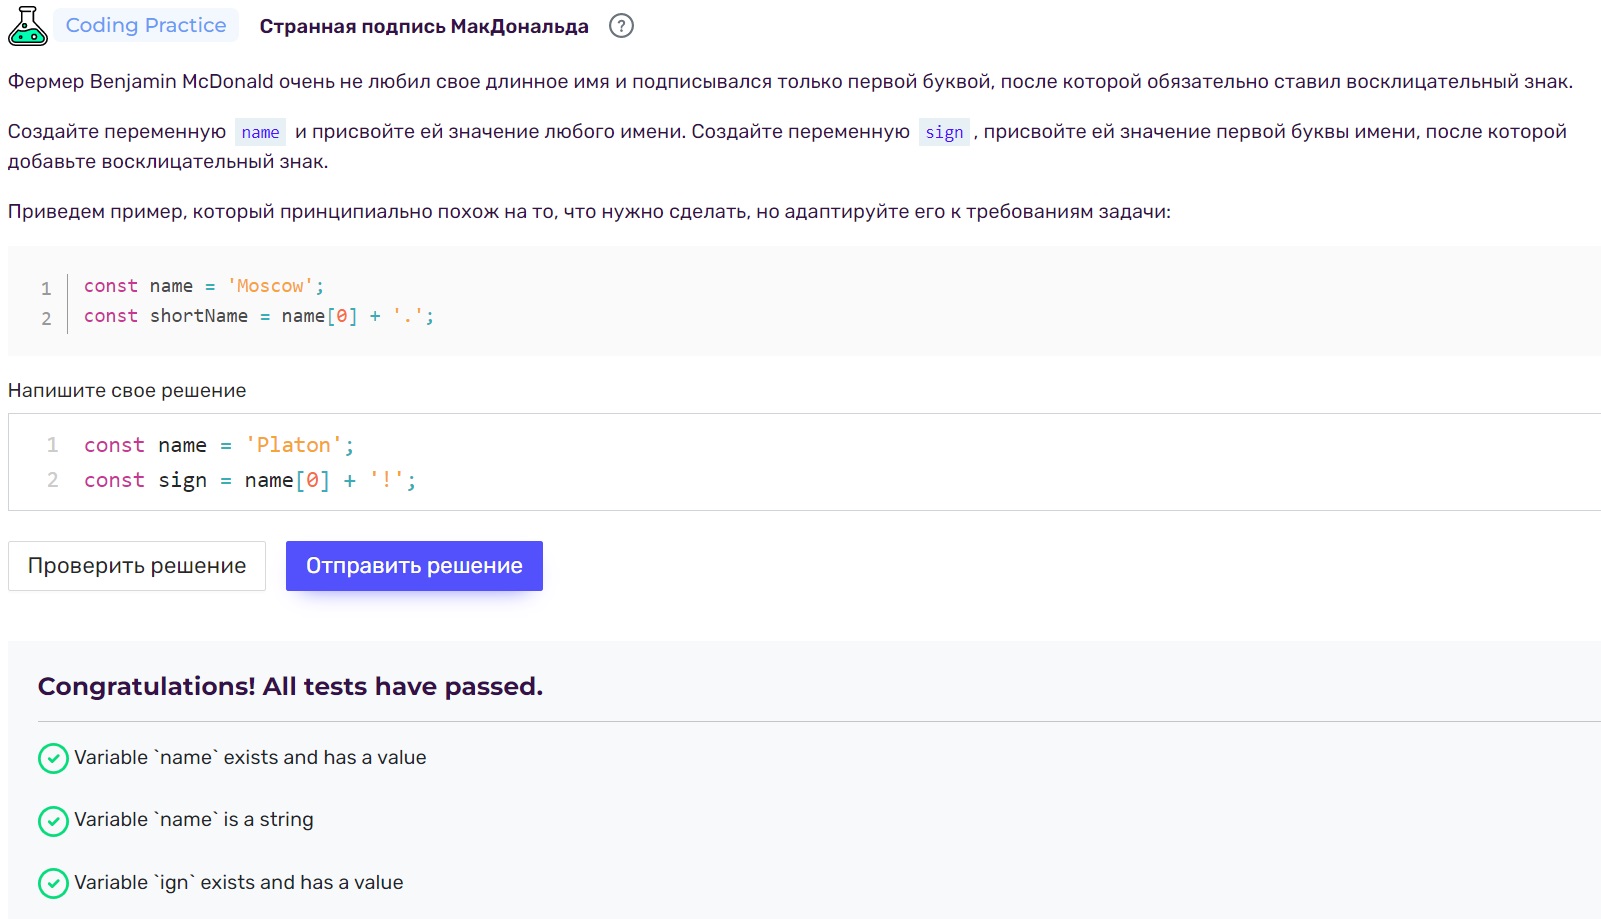 Coding Practice Странная подпись МакДональда ?
Фермер Benjamin McDonald очень не любил свое длинное имя и подписывался только первой буквой, после которой обязательно ставил восклицательный знак.
Создайте переменную name и присвойте ей значение любого имени. Создайте переменную sign , присвойте ей значение первой буквы имени, после которой
добавьте восклицательный знак.
Приведем пример, который принципиально похож на то, что нужно сделать, но адаптируйте его к требованиям задачи:
1 const name = 'Moscow';
2 const shortName = name[0] + '.';
Напишите свое решение
1 const name = 'Platon';
2 const sign = name[0] + '!';
Проверить решение Отправить решение
Congratulations! All tests have passed.
Variable `name` exists and has a value
Variable `name` is a string
Variable `ign` exists and has a value